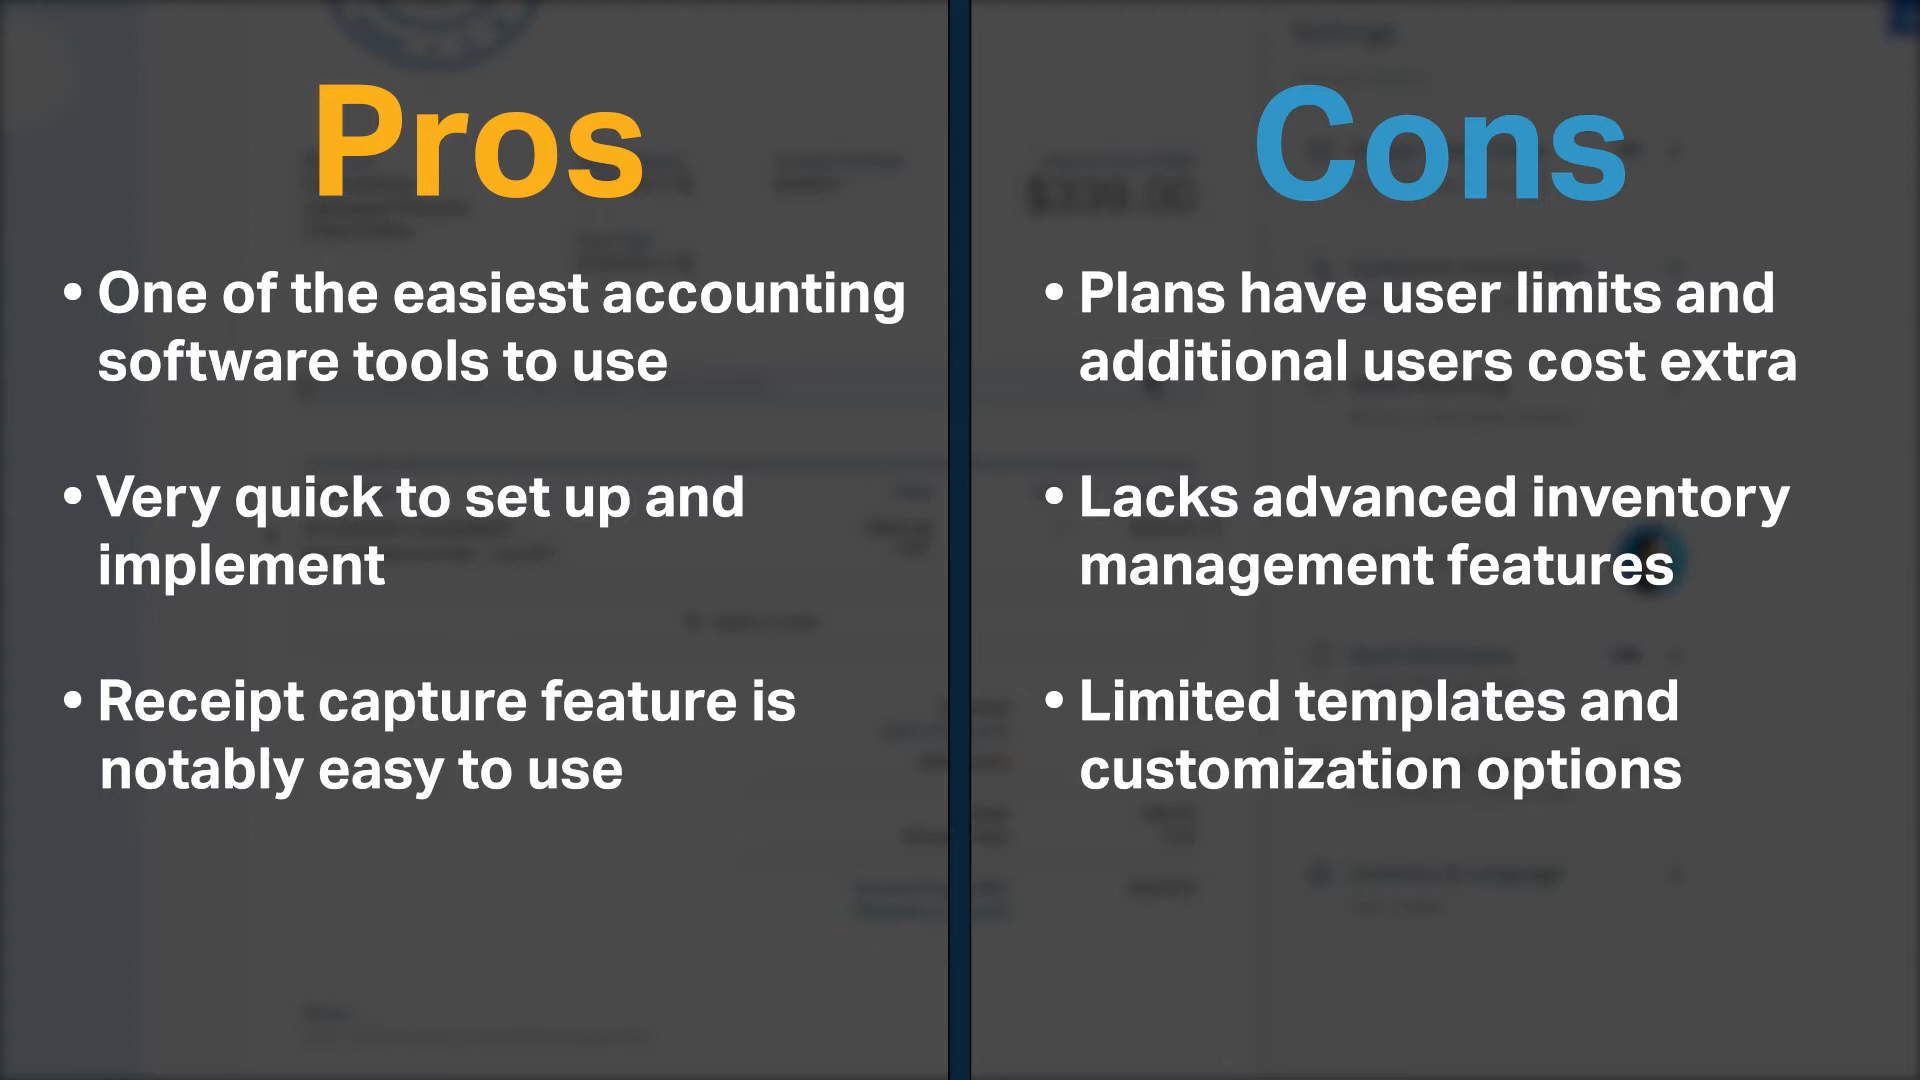 Pros
• One of the easiest accounting
software tools to use
• Very quick to set up and
implement
• Receipt capture feature is
notably easy to use
Cons
• Plans have user limits and
additional users cost extra
• Lacks advanced inventory
management features
• Limited templates and
customization options
$339.00